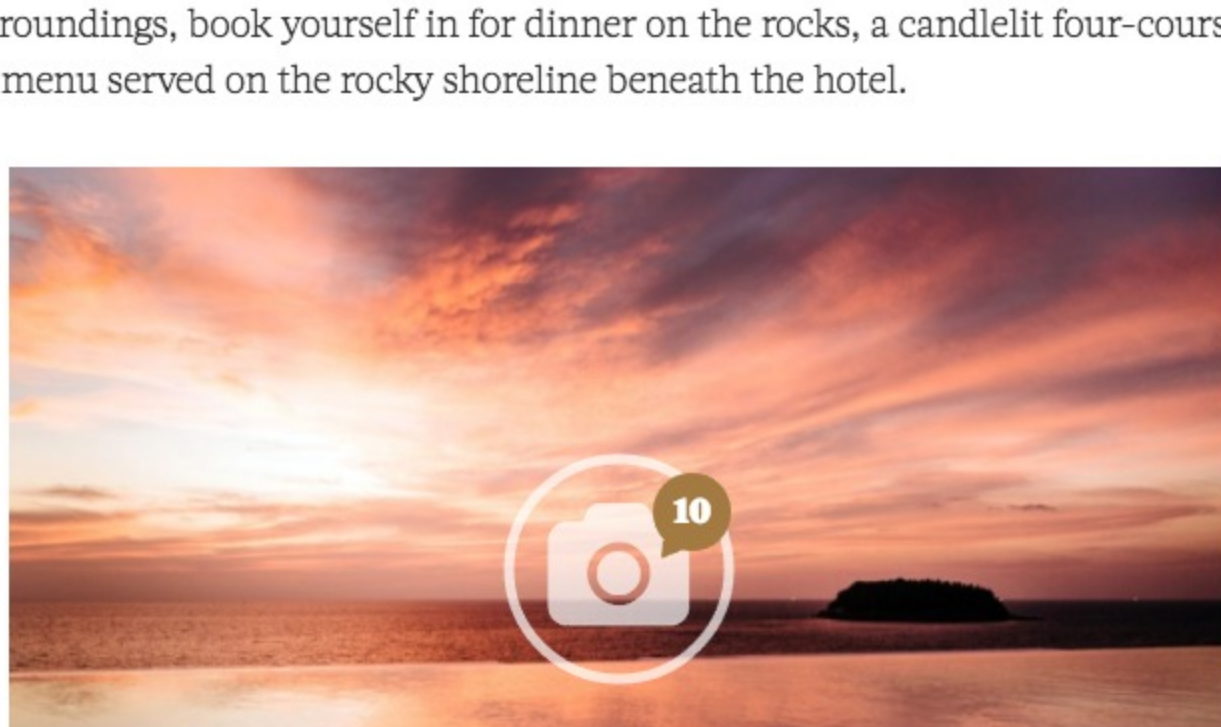 roundings, book yourself in for dinner on the rocks, a candlelit four-cours
menu served on the rocky shoreline beneath the hotel.
10